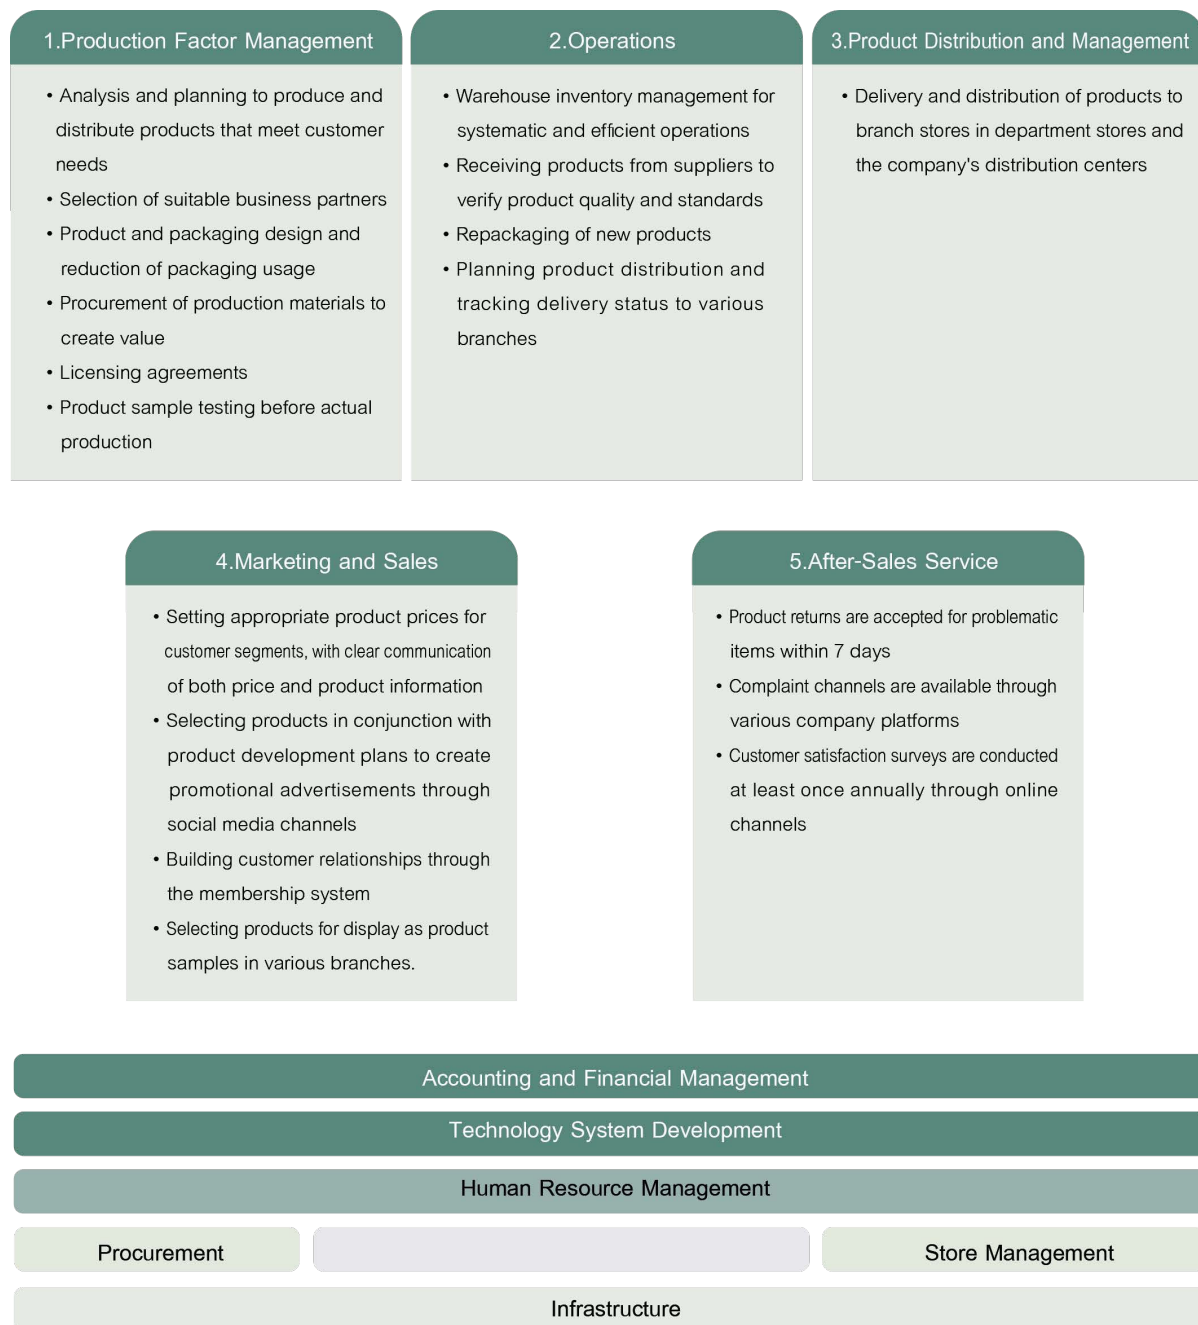 1.Production Factor Management
• Analysis and planning to produce and
distribute products that meet customer
needs
• Selection of suitable business partners
• Product and packaging design and
reduction of packaging usage
• Procurement of production materials to
create value
• Licensing agreements
• Product sample testing before actual
production
2.Operations
• Warehouse inventory management for
systematic and efficient operations
• Receiving products from suppliers to
verify product quality and standards
• Repackaging of new products
• Planning product distribution and
tracking delivery status to various
branches
3.Product Distribution and Management
• Delivery and distribution of products to
branch stores in department stores and
the company's distribution centers
4.Marketing and Sales
• Setting appropriate product prices for
customer segments, with clear communication
of both price and product information
• Selecting products in conjunction with
product development plans to create
promotional advertisements through
social media channels
• Building customer relationships through
the membership system
• Selecting products for display as product
samples in various branches.
5.After-Sales Service
• Product returns are accepted for problematic
items within 7 days
• Complaint channels are available through
various company platforms
• Customer satisfaction surveys are conducted
at least once annually through online
channels
Accounting and Financial Management
Technology System Development
Human Resource Management
Procurement
Store Management
Infrastructure